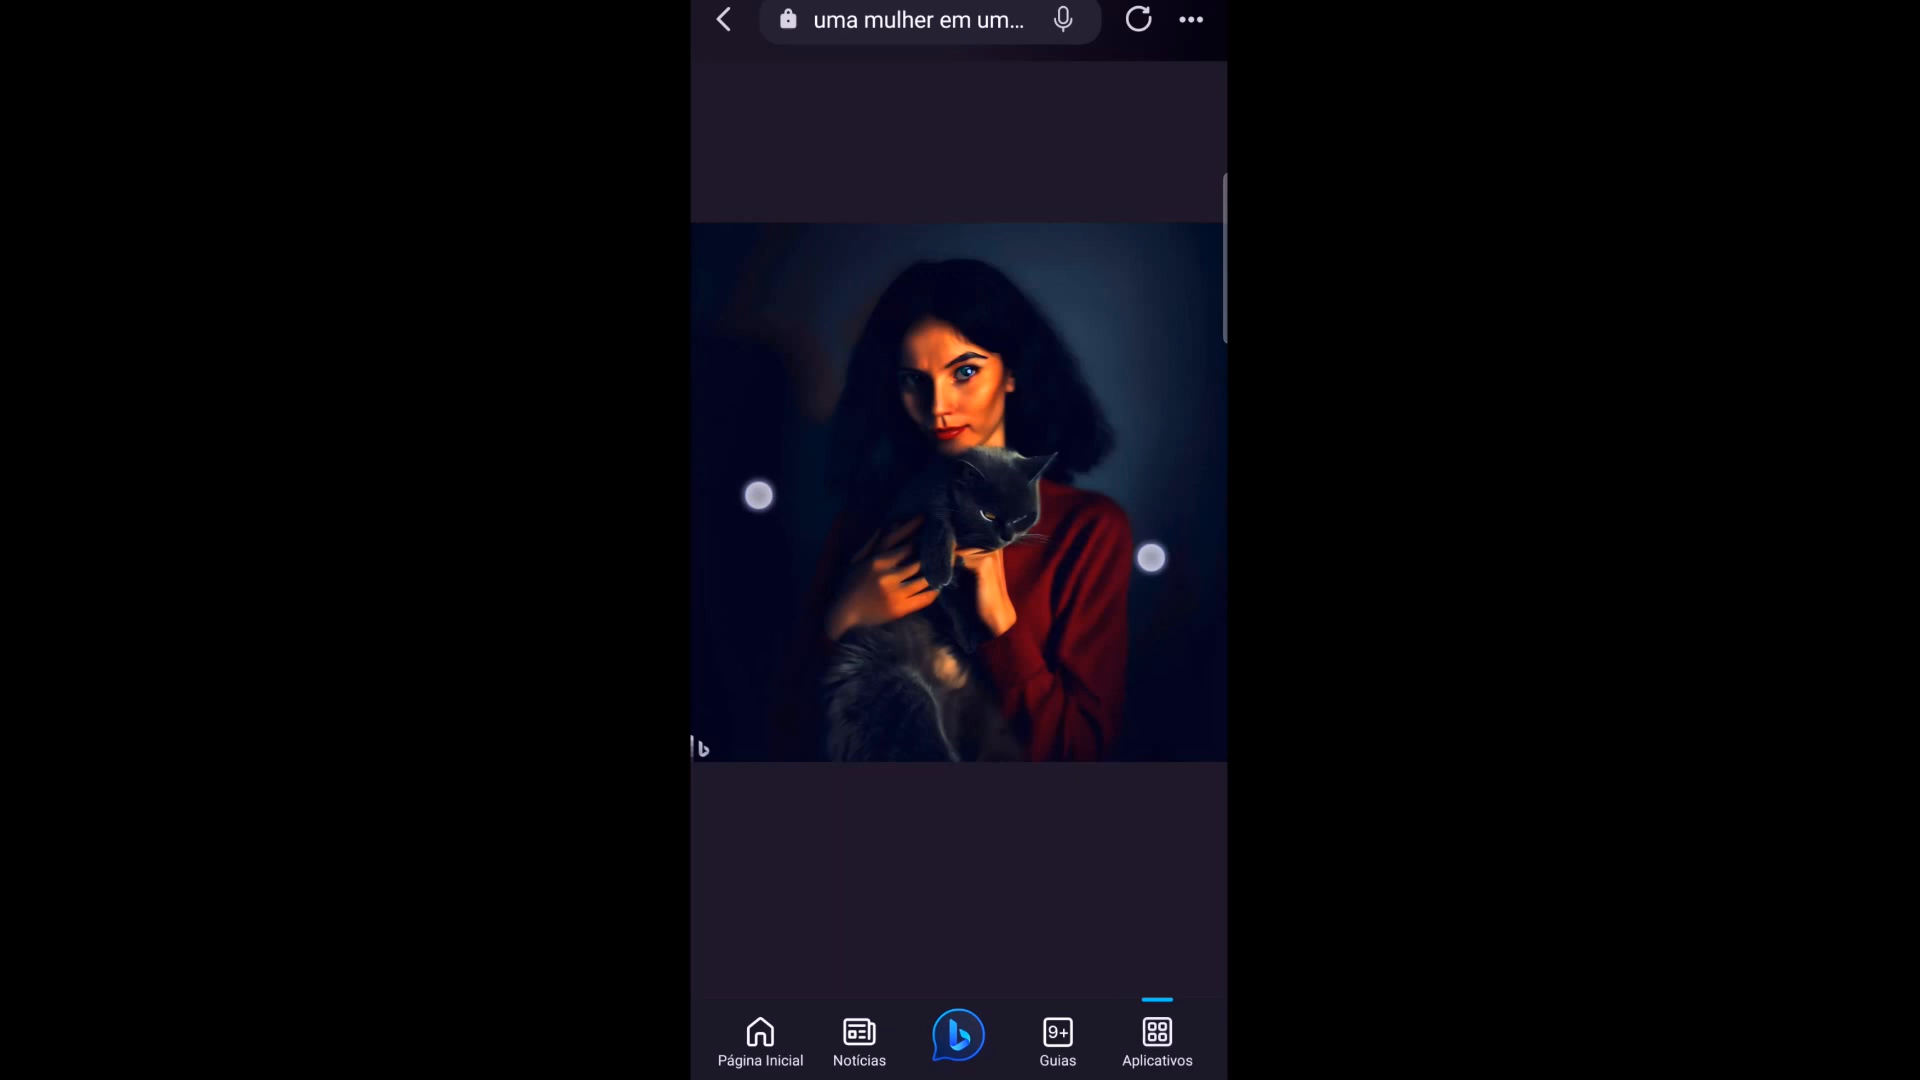 uma mulher em um...
9+
Página Inicial
Notícias
Guias
Aplicativos